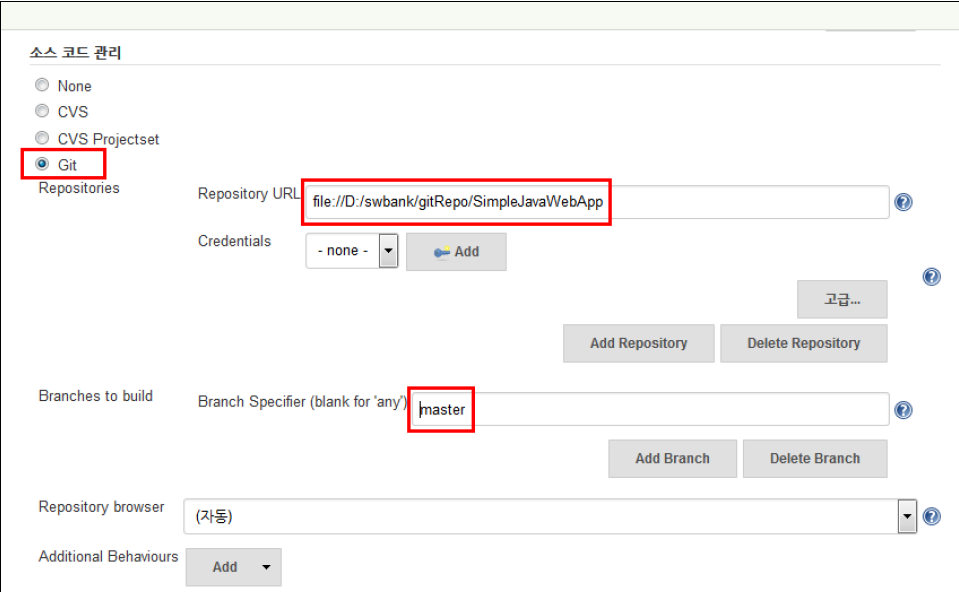 소스 코드 관리
None
CVS
CVS Projectset
Git
Repositories
Repository URL file://D:/swbank/gitRepo/SimpleJavaWebApp
Credentials - none - Add
고급...
Add Repository Delete Repository
Branches to build Branch Specifier (blank for 'any') master
Add Branch Delete Branch
Repository browser (자동)
Additional Behaviours Add